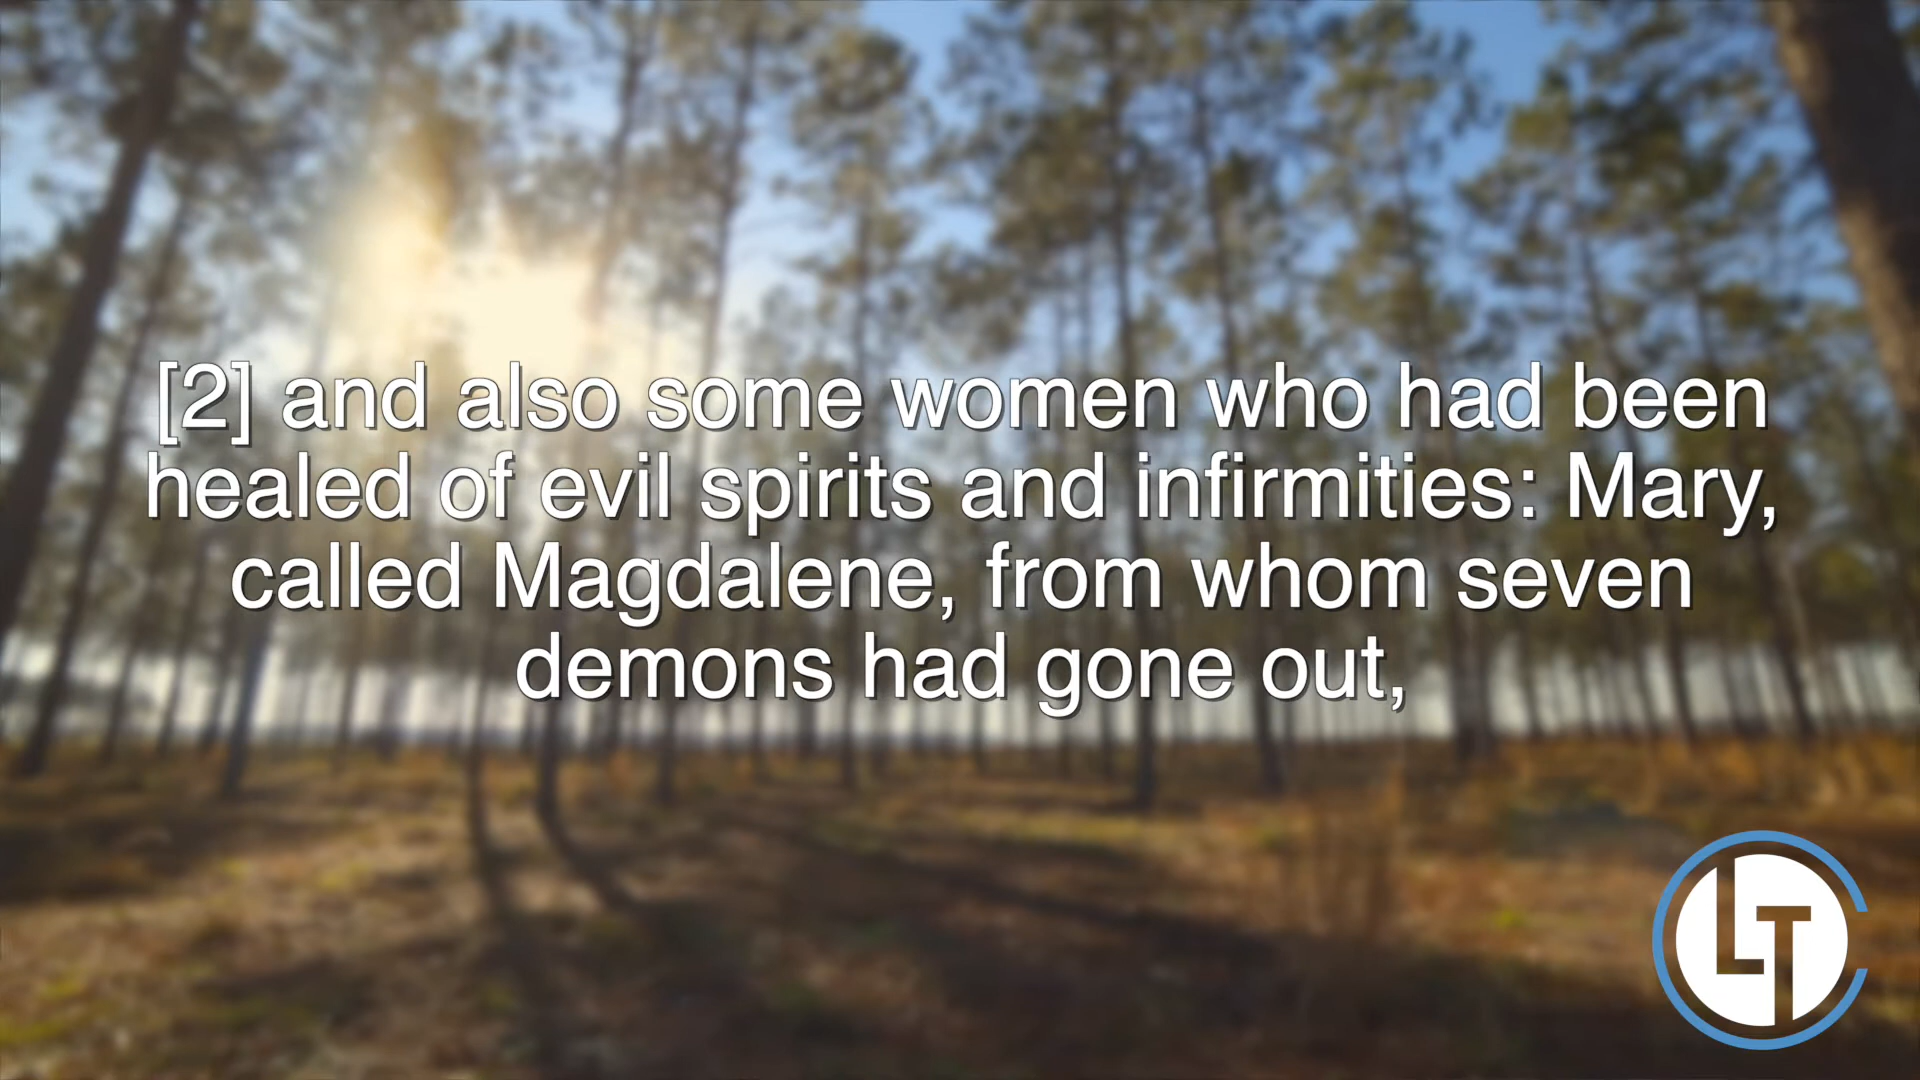 [2] and also some women who had been
healed of evil spirits and infirmities: Mary,
called Magdalene, from whom seven
demons had gone out,
LTC